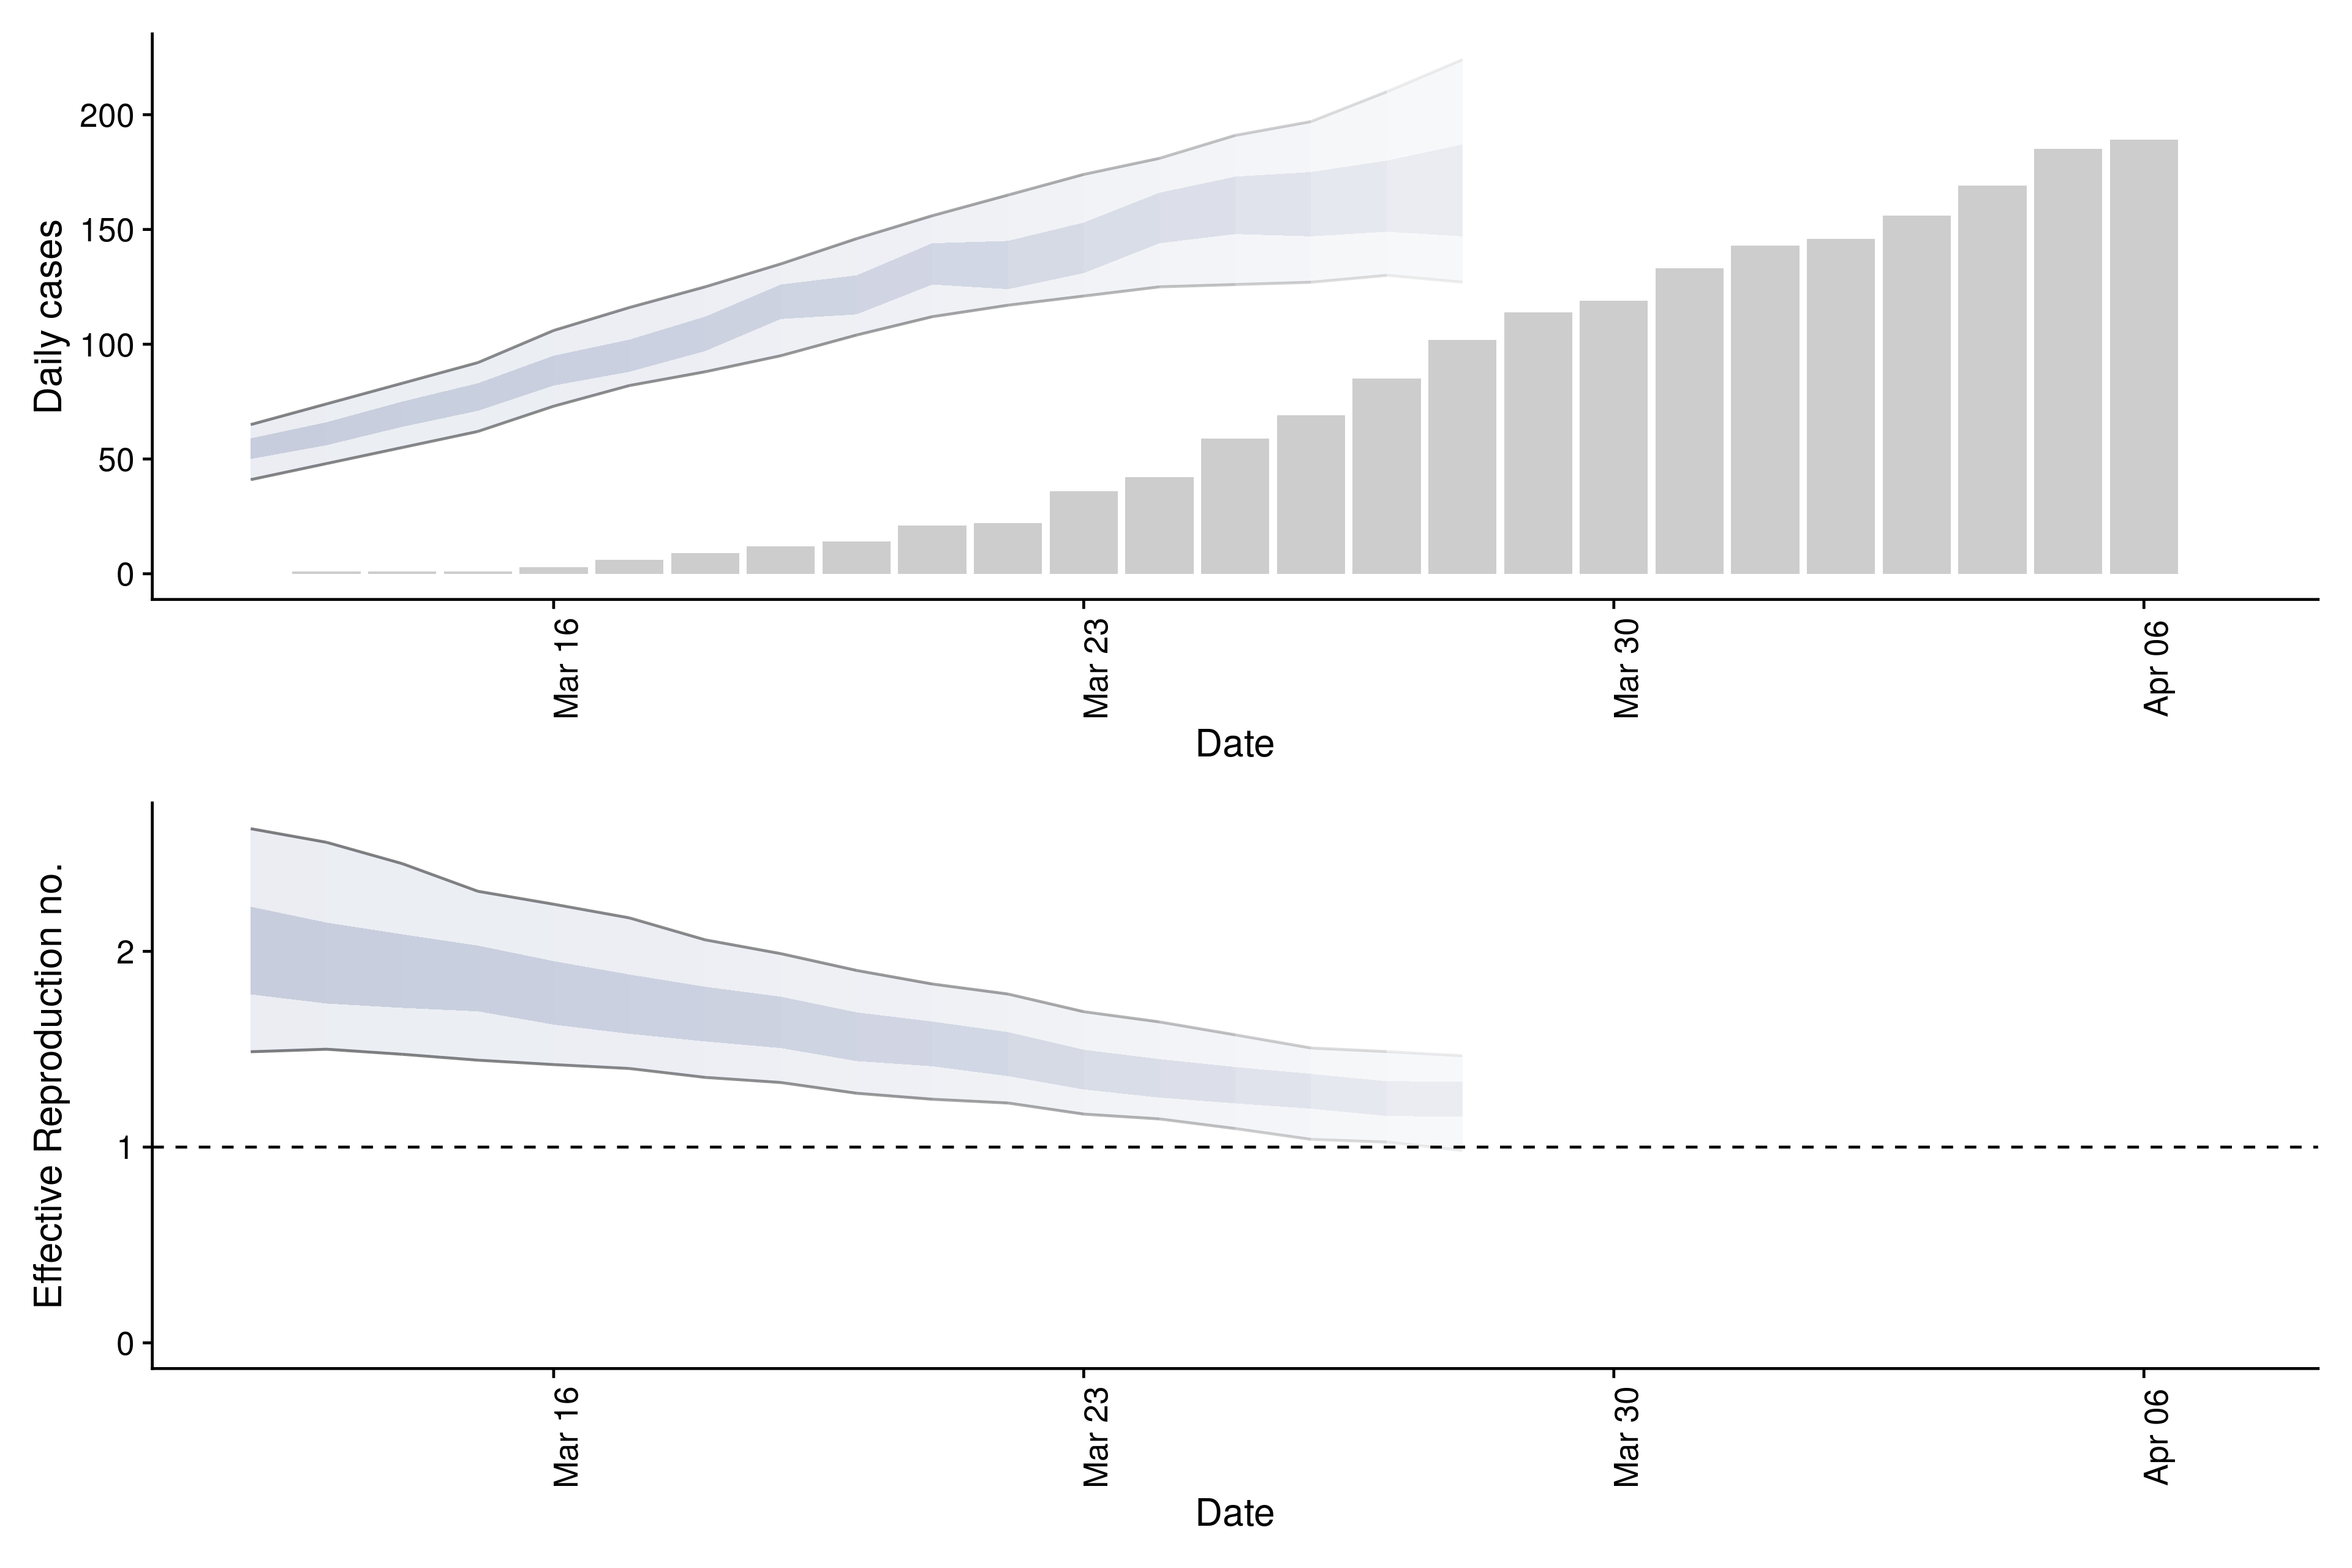 Daily cases
200
150
100
50
0
Mar 16
Mar 23
Mar 30
Apr 06
Date
Effective Reproduction no.
2
1
0
Mar 16
Mar 23
Mar 30
Apr 06
Date